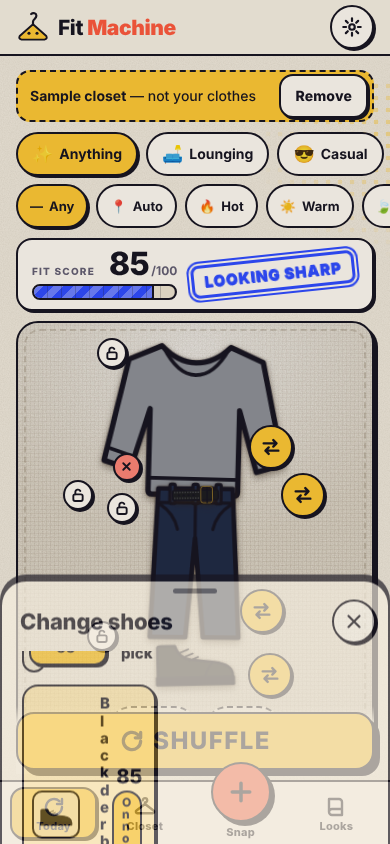 Fit Machine
Sample closet — not your clothes
Remove
Anything
Lounging
Casual
— Any
Auto
Hot
Warm
FIT SCORE
85/100
LOOKING SHARP
Change shoes
pick
SHUFFLE
B
l
a
c
k
d
e
r
b
85
o
n
n
o
Today
Closet
Snap
Looks